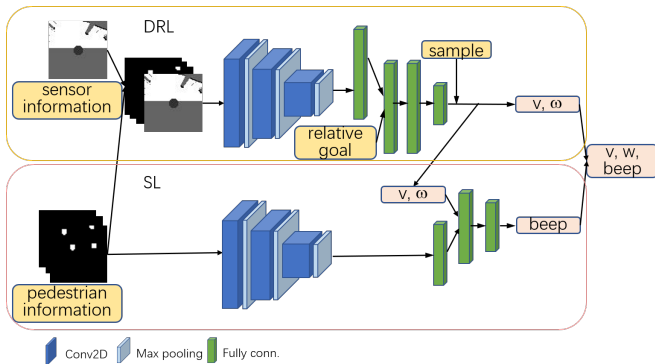 DRL
sensor
information
sample
relative
goal
v, ω
v, w,
beep
SL
v, ω
beep
pedestrian
information
Conv2D
Max pooling
Fully conn.